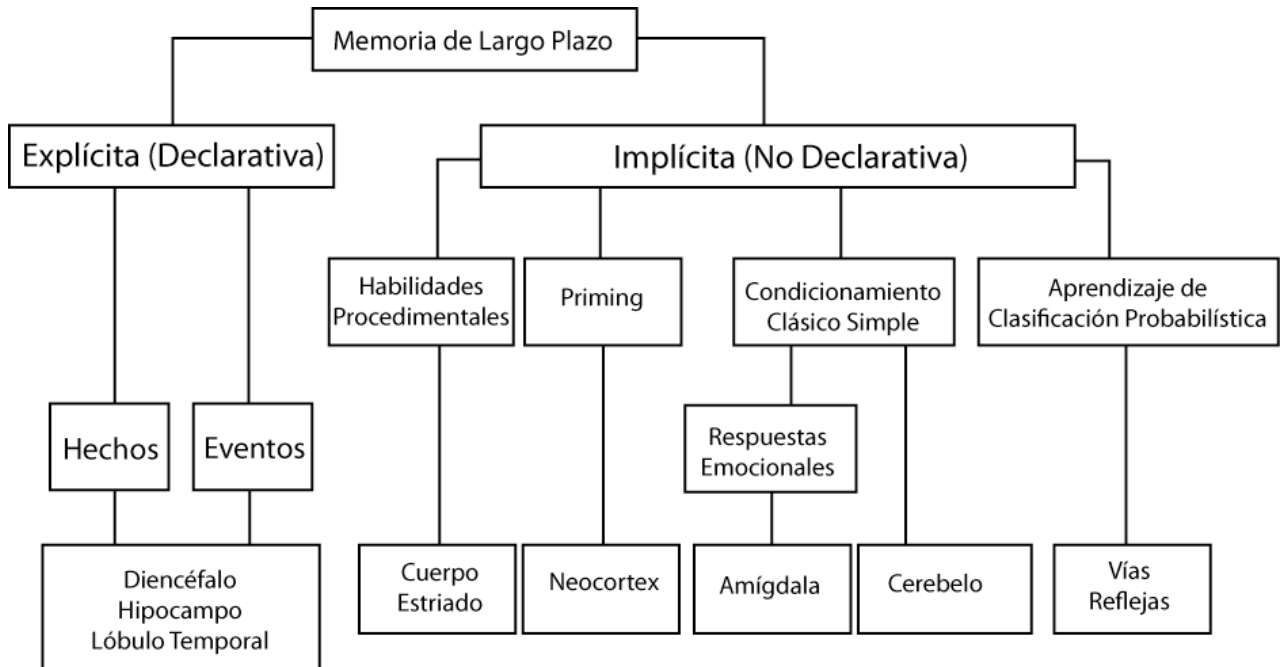 Memoria de Largo Plazo
Explícita (Declarativa)
Implícita (No Declarativa)
Habilidades
Procedimentales
Priming
Condicionamiento
Clásico Simple
Aprendizaje de
Clasificación Probabilística
Hechos
Eventos
Respuestas
Emocionales
Diencéfalo
Hipocampo
Lóbulo Temporal
Cuerpo
Estriado
Neocortex
Amígdala
Cerebelo
Vías
Reflejas